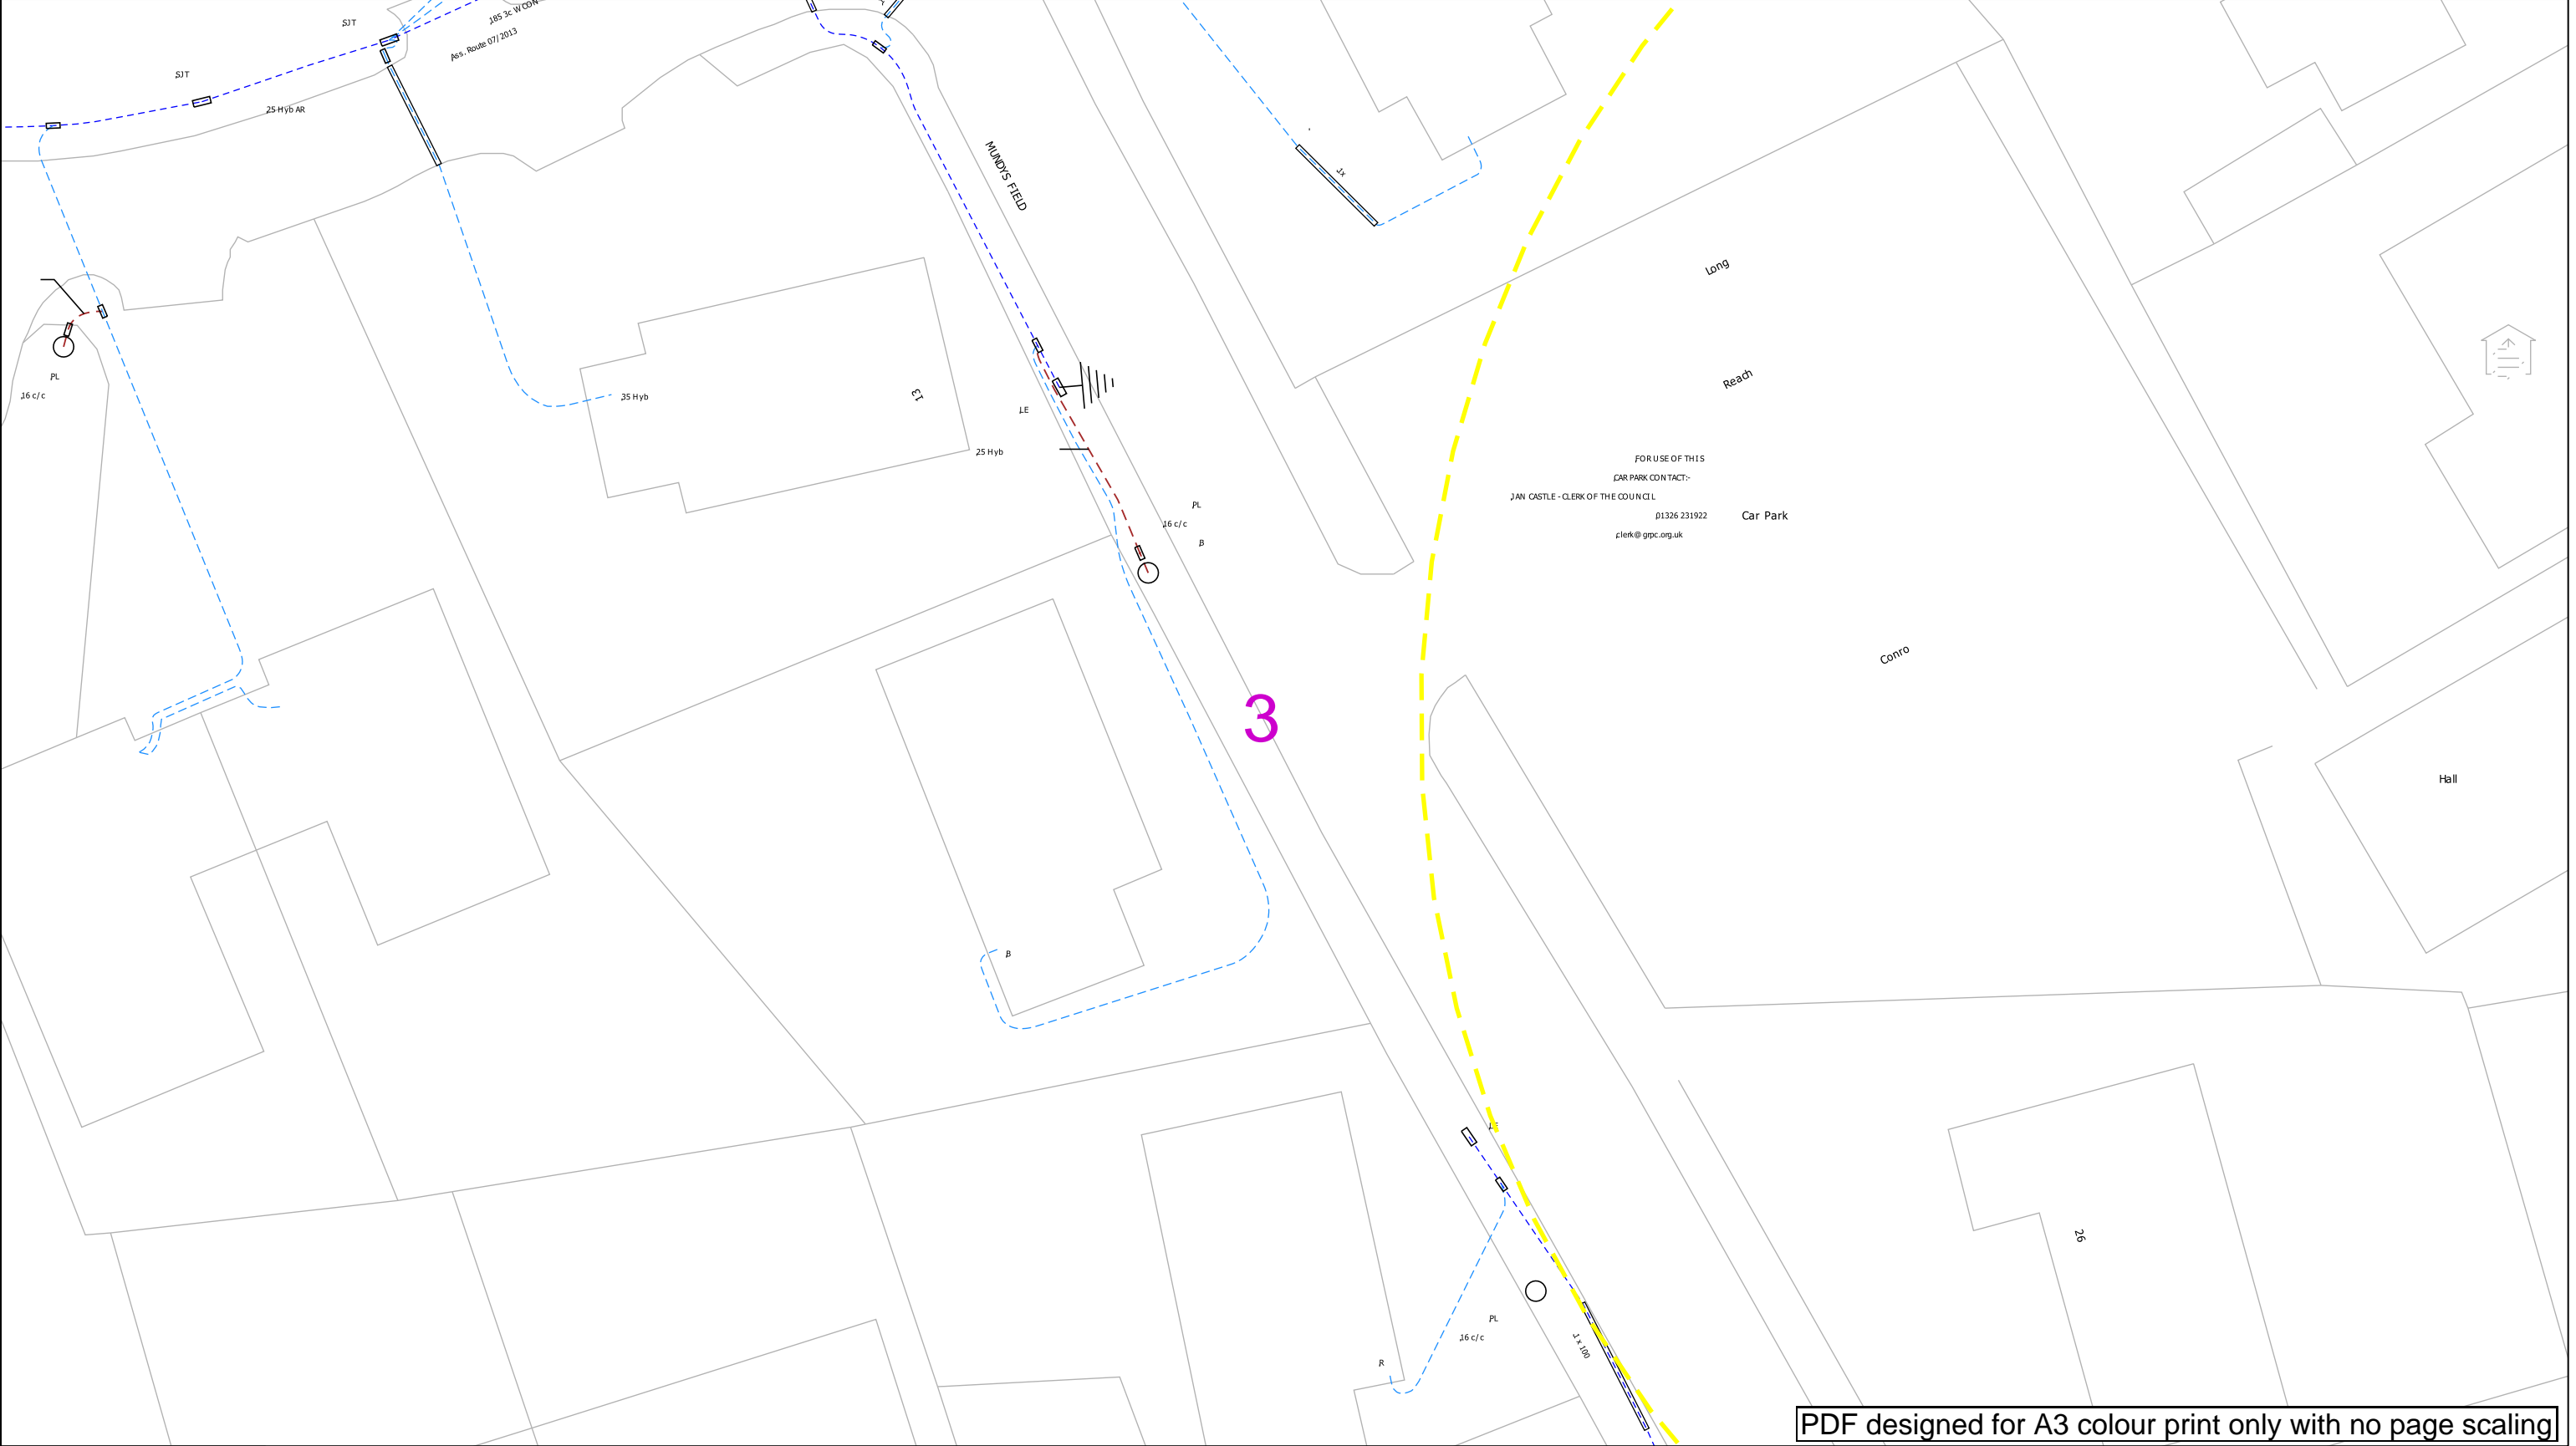 SJT
185 3c W CON
Ass. Route 07/2013
SJT
25 Hyb AR
MUNDYS FIELD
1x
Long
PL
16 c/c
35 Hyb
13
LE
25 Hyb
Reach
FOR USE OF THIS
CAR PARK CONTACT:-
JAN CASTLE - CLERK OF THE COUNCIL
01326 231922
clerk@grpc.org.uk
Car Park
PL
16 c/c
B
Conro
3
Hall
B
26
PL
16 c/c
1 x 100
R
PDF designed for A3 colour print only with no page scaling